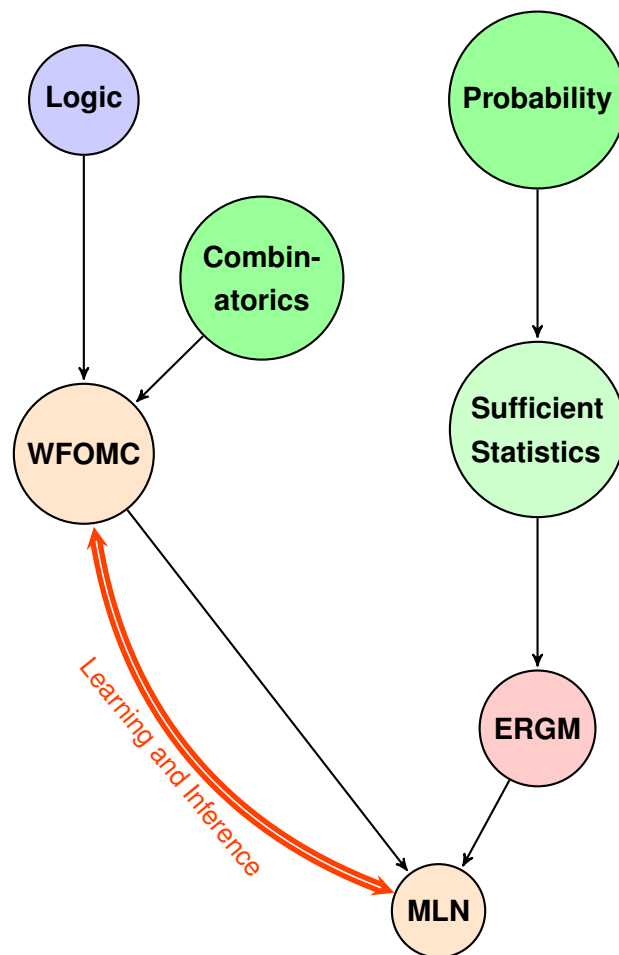 Logic
Probability
Combin-
atorics
Sufficient
Statistics
WFOMC
Learning and Inference
ERGM
MLN